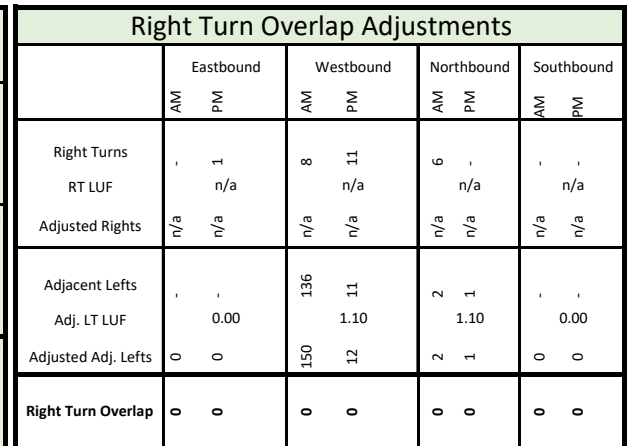 Right Turn Overlap Adjustments
Eastbound Westbound Northbound Southbound
AM PM AM PM AM PM AM PM
Right Turns - 1 8 11 6 - - -
RT LUF n/a n/a n/a n/a
Adjusted Rights n/a n/a n/a n/a n/a n/a n/a n/a
Adjacent Lefts - - 136 11 2 1 - -
Adj. LT LUF 0.00 1.10 1.10 0.00
Adjusted Adj. Lefts 0 0 150 12 2 1 0 0
Right Turn Overlap 0 0 0 0 0 0 0 0